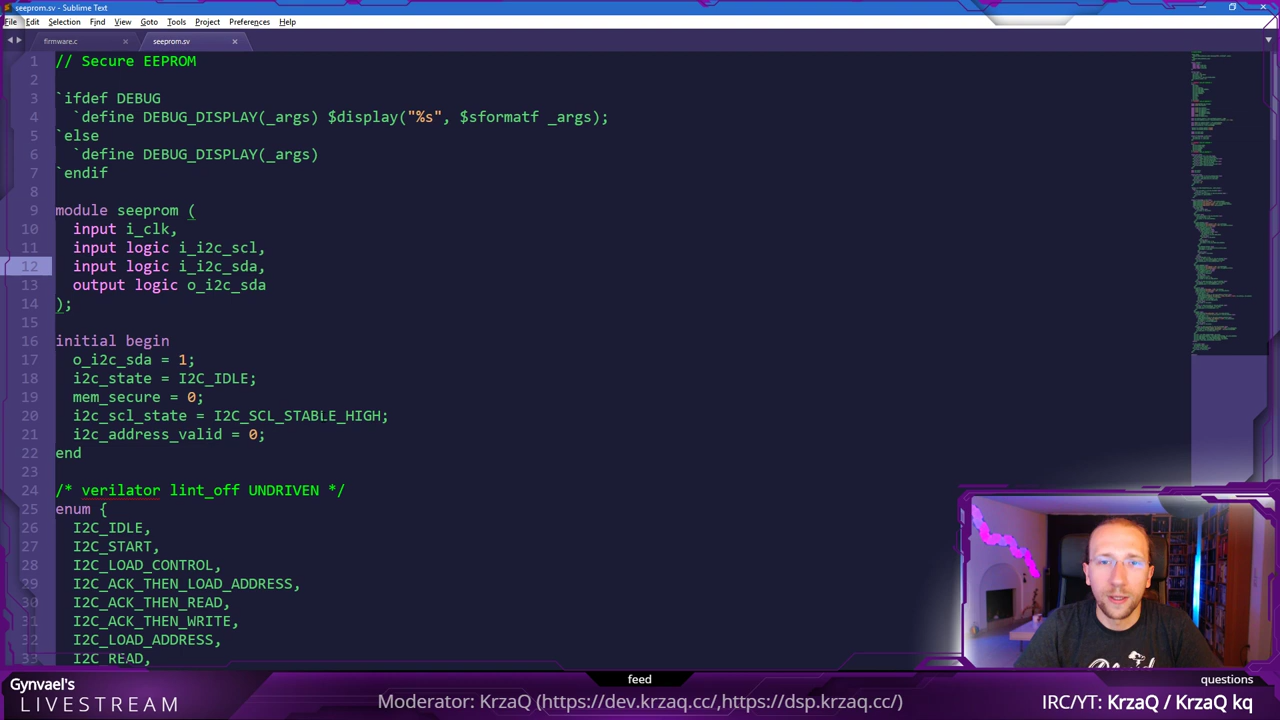 seeprom.sv - Sublime Text
File Edit Selection Find View Goto Tools Project Preferences Help
firmware.c × seeprom.sv ×
1 // Secure EEPROM
2
3 `ifdef DEBUG
4 `define DEBUG_DISPLAY(_args) $display("%s", $sformatf _args);
5 `else
6 `define DEBUG_DISPLAY(_args)
7 `endif
8
9 module seeprom (
10 input i_clk,
11 input logic i_i2c_scl,
12 input logic i_i2c_sda,
13 output logic o_i2c_sda
14 );
15
16 initial begin
17 o_i2c_sda = 1;
18 i2c_state = I2C_IDLE;
19 mem_secure = 0;
20 i2c_scl_state = I2C_SCL_STABLE_HIGH;
21 i2c_address_valid = 0;
22 end
23
24 /* verilator lint_off UNDRIVEN */
25 enum {
26 I2C_IDLE,
27 I2C_START,
28 I2C_LOAD_CONTROL,
29 I2C_ACK_THEN_LOAD_ADDRESS,
30 I2C_ACK_THEN_READ,
31 I2C_ACK_THEN_WRITE,
32 I2C_LOAD_ADDRESS,
33 I2C_READ,
Gynvael's
LIVESTREAM
feed
questions
Moderator: KrzaQ (https://dev.krzaq.cc/,https://dsp.krzaq.cc/)
IRC/YT: KrzaQ / KrzaQ kq